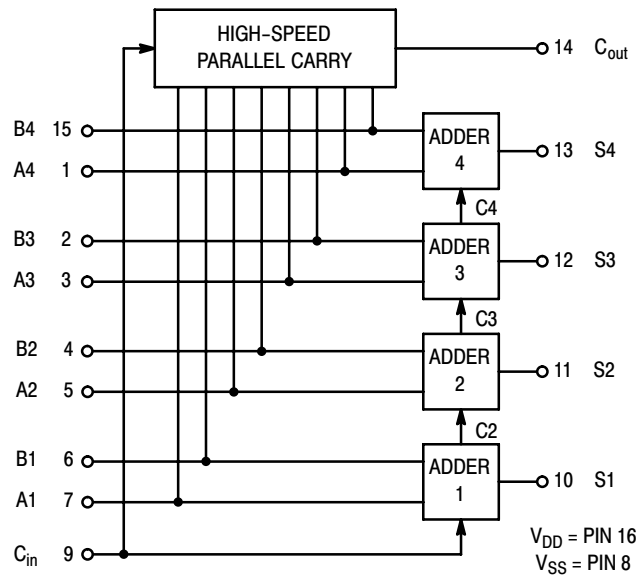 HIGH-SPEED
PARALLEL CARRY
14 Cout
B4 15
ADDER
4
13 S4
A4 1
C4
B3 2
ADDER
3
12 S3
A3 3
C3
B2 4
ADDER
2
11 S2
A2 5
C2
B1 6
ADDER
1
10 S1
A1 7
VDD = PIN 16
Cin 9
VSS = PIN 8